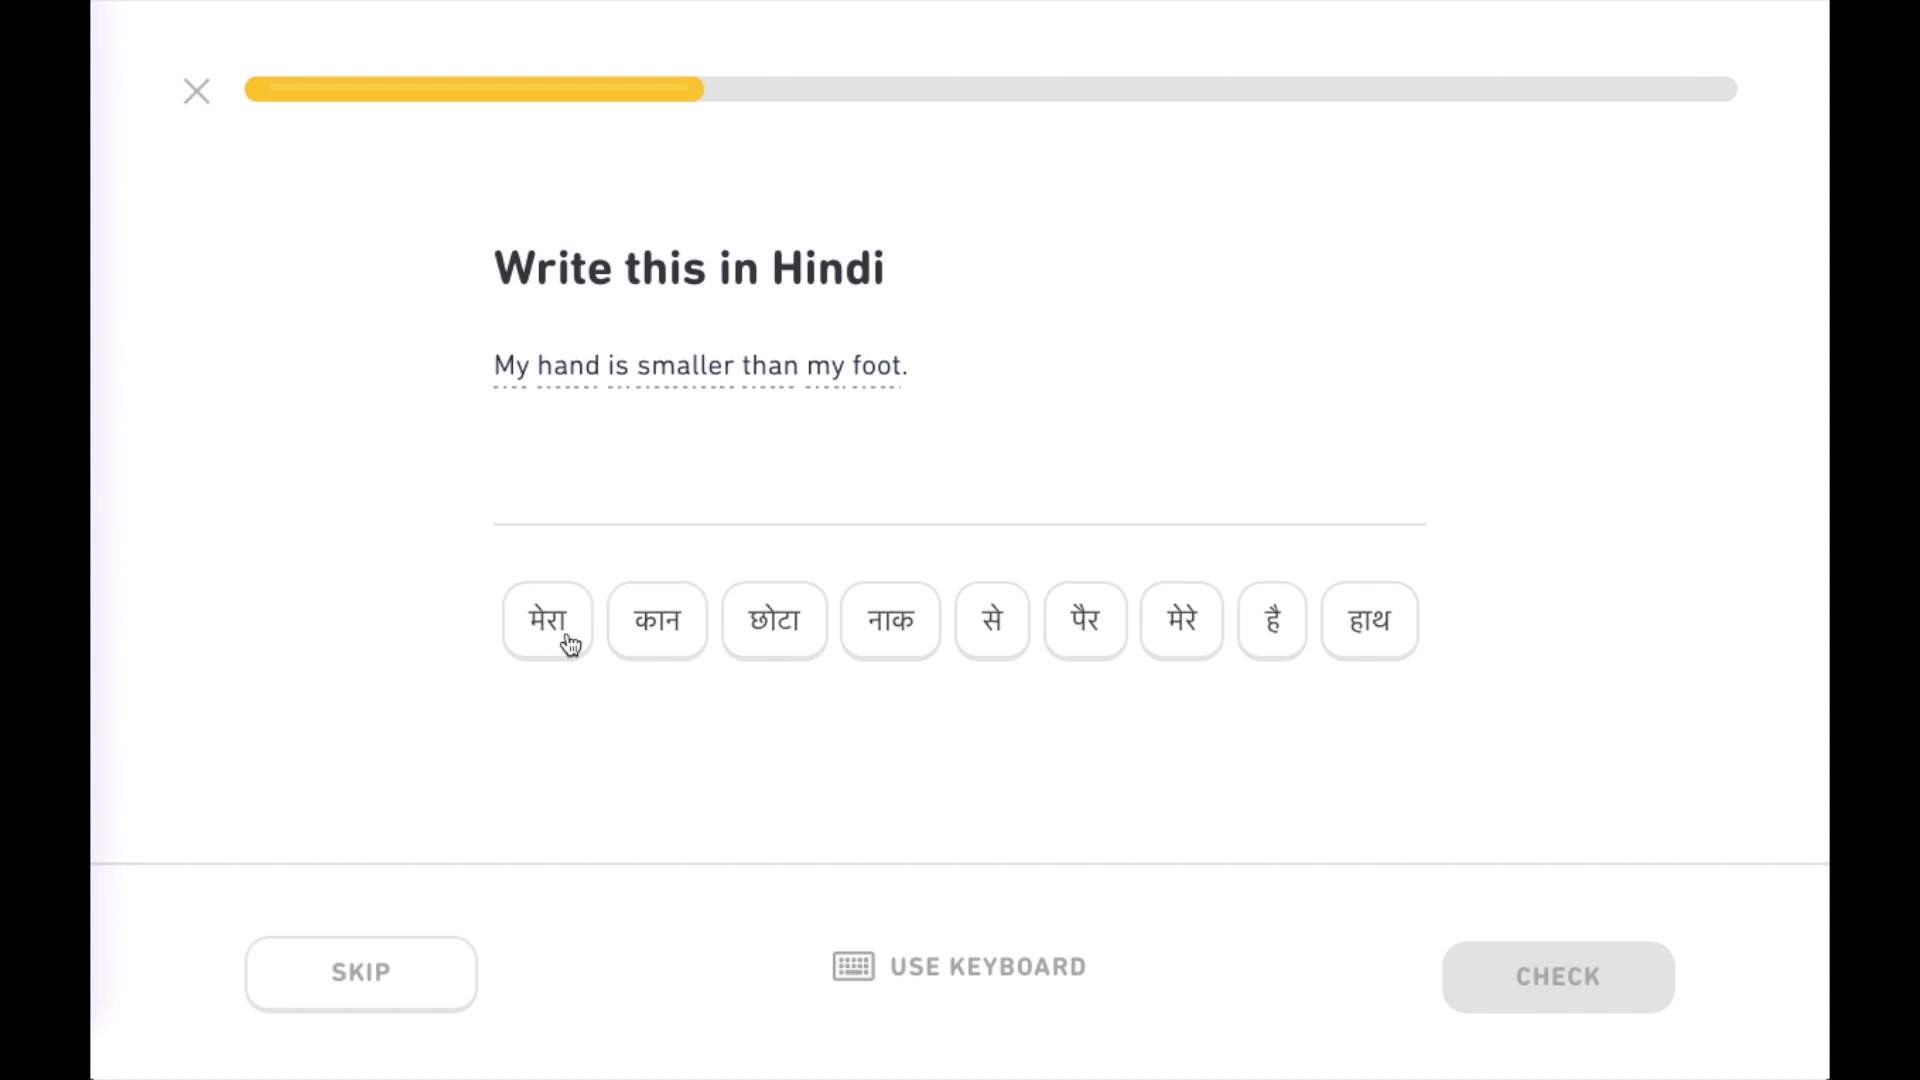 Write this in Hindi
My hand is smaller than my foot.
मेरा कान छोटा नाक से पैर मेरे है हाथ
SKIP USE KEYBOARD CHECK